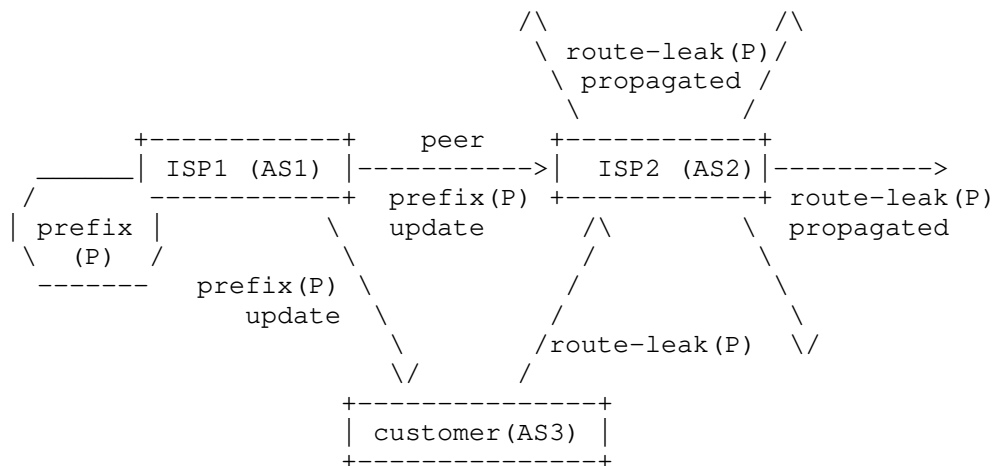 route-leak(P)
propagated
peer
ISP1 (AS1)
ISP2 (AS2)
prefix(P)
update
route-leak(P)
propagated
prefix
(P)
prefix(P)
update
route-leak(P)
customer(AS3)